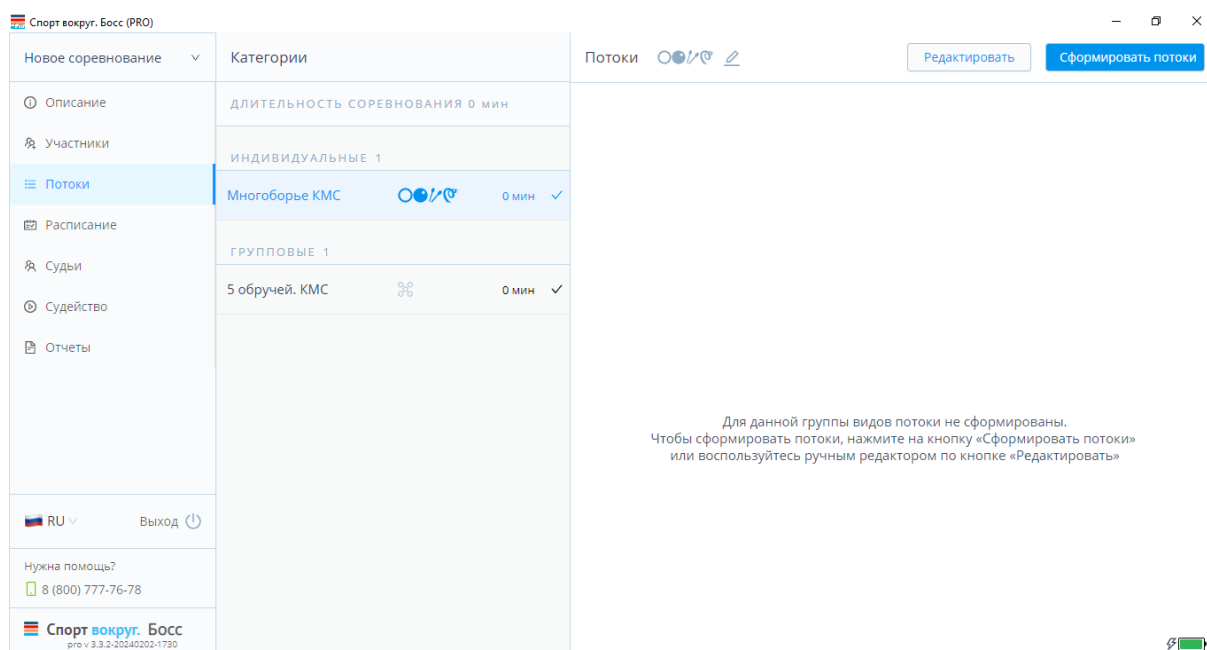 Спорт вокруг. Босс (PRO)
Новое соревнование
Категории
Потоки
Редактировать
Сформировать потоки
Описание
Участники
Потоки
Расписание
Судьи
Судейство
Отчеты
ДЛИТЕЛЬНОСТЬ СОРЕВНОВАНИЯ 0 мин
ИНДИВИДУАЛЬНЫЕ 1
Многоборье КМС 0 мин
ГРУППОВЫЕ 1
5 обручей. КМС 0 мин
Для данной группы видов потоки не сформированы.
Чтобы сформировать потоки, нажмите на кнопку «Сформировать потоки»
или воспользуйтесь ручным редактором по кнопке «Редактировать»
RU Выход
Нужна помощь?
8 (800) 777-76-78
Спорт вокруг. Босс
pro v 3.3.2-20240202-1730